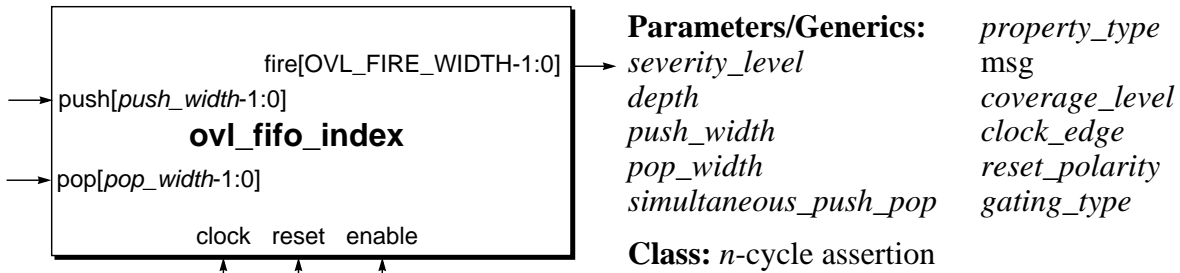 fire[OVL_FIRE_WIDTH-1:0]
push[push_width-1:0]
ovl_fifo_index
pop[pop_width-1:0]
clock reset enable
Parameters/Generics: property_type
severity_level msg
depth coverage_level
push_width clock_edge
pop_width reset_polarity
simultaneous_push_pop gating_type
Class: n-cycle assertion